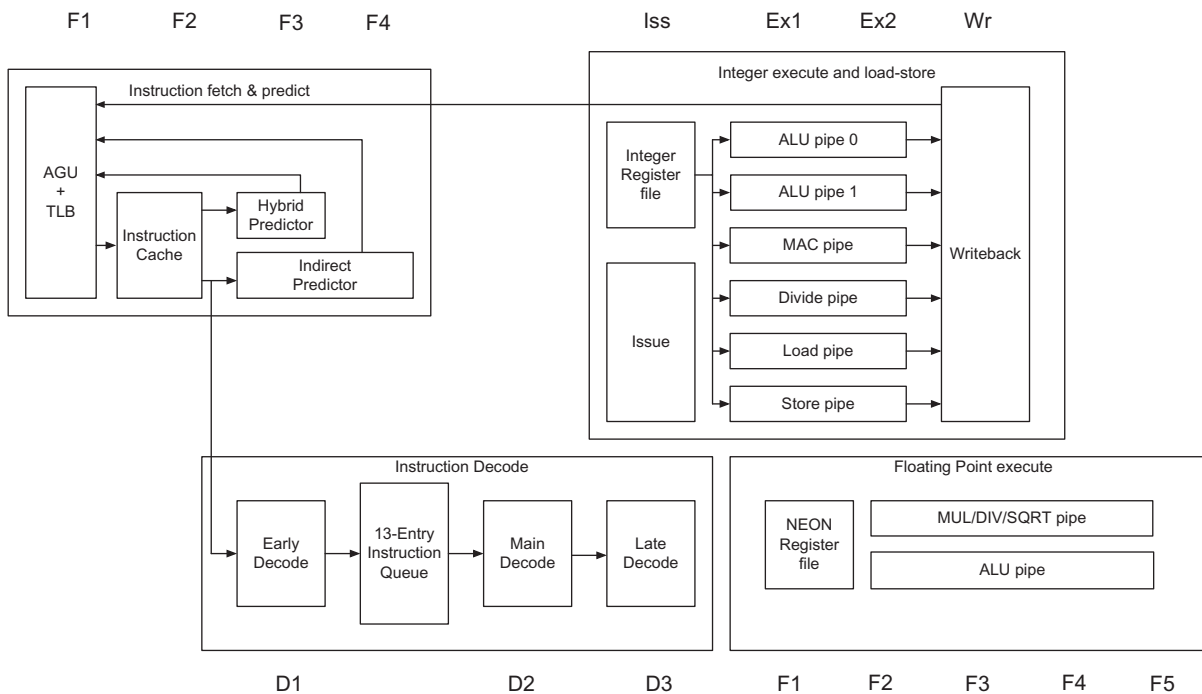 F1 F2 F3 F4 Iss Ex1 Ex2 Wr
Instruction fetch & predict
AGU
+
TLB
Instruction
Cache
Hybrid
Predictor
Indirect
Predictor
Integer execute and load-store
Integer
Register
file
Issue
ALU pipe 0
ALU pipe 1
MAC pipe
Divide pipe
Load pipe
Store pipe
Writeback
Instruction Decode
Early
Decode
13-Entry
Instruction
Queue
Main
Decode
Late
Decode
Floating Point execute
NEON
Register
file
MUL/DIV/SQRT pipe
ALU pipe
D1 D2 D3 F1 F2 F3 F4 F5